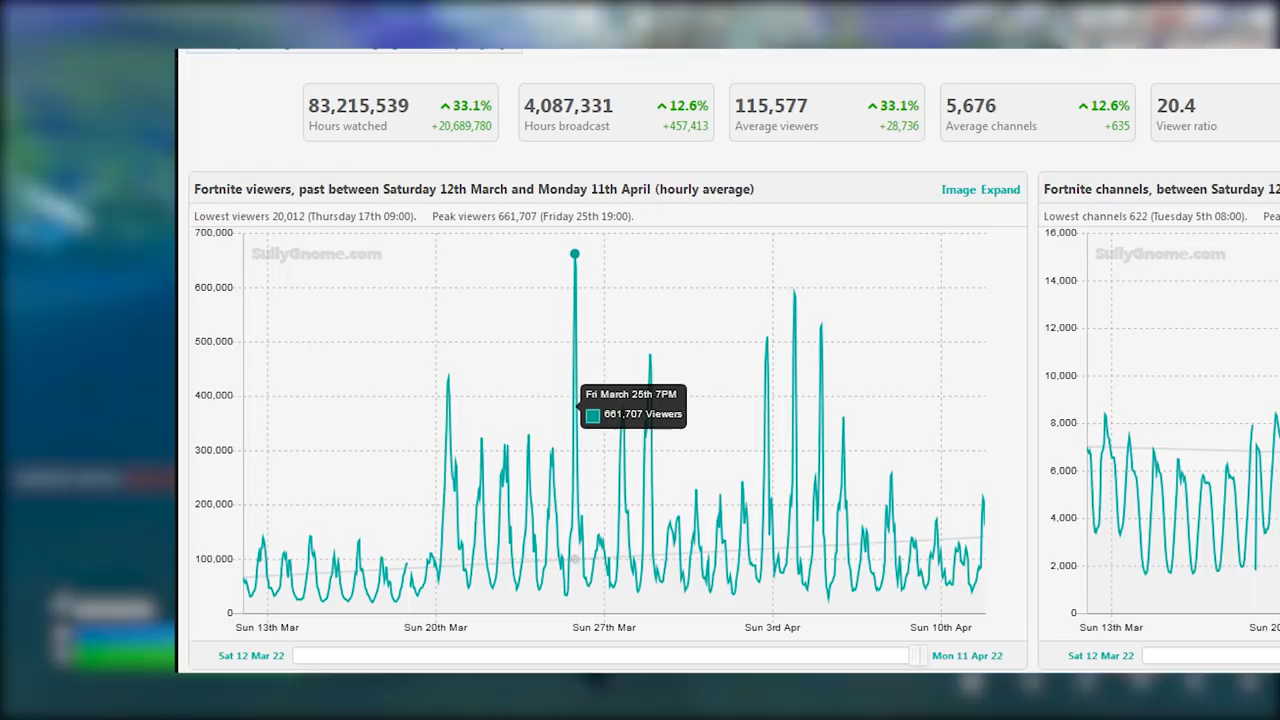 83,215,539 33.1%
Hours watched +20,689,780
4,087,331 12.6%
Hours broadcast +457,413
115,577 33.1%
Average viewers +28,736
5,676 12.6%
Average channels +635
20.4
Viewer ratio
Fortnite viewers, past between Saturday 12th March and Monday 11th April (hourly average)
Image Expand
Lowest viewers 20,012 (Thursday 17th 09:00). Peak viewers 661,707 (Friday 25th 19:00).
SullyGnome.com
700,000
600,000
500,000
400,000
300,000
200,000
100,000
0
Fri March 25th 7PM
661,707 Viewers
Sun 13th Mar
Sun 20th Mar
Sun 27th Mar
Sun 3rd Apr
Sun 10th Apr
Sat 12 Mar 22
Mon 11 Apr 22
Fortnite channels, between Saturday 12
Lowest channels 622 (Tuesday 5th 08:00). Pea
SullyGnome.com
16,000
14,000
12,000
10,000
8,000
6,000
4,000
2,000
0
Sun 13th Mar
Sun 20
Sat 12 Mar 22